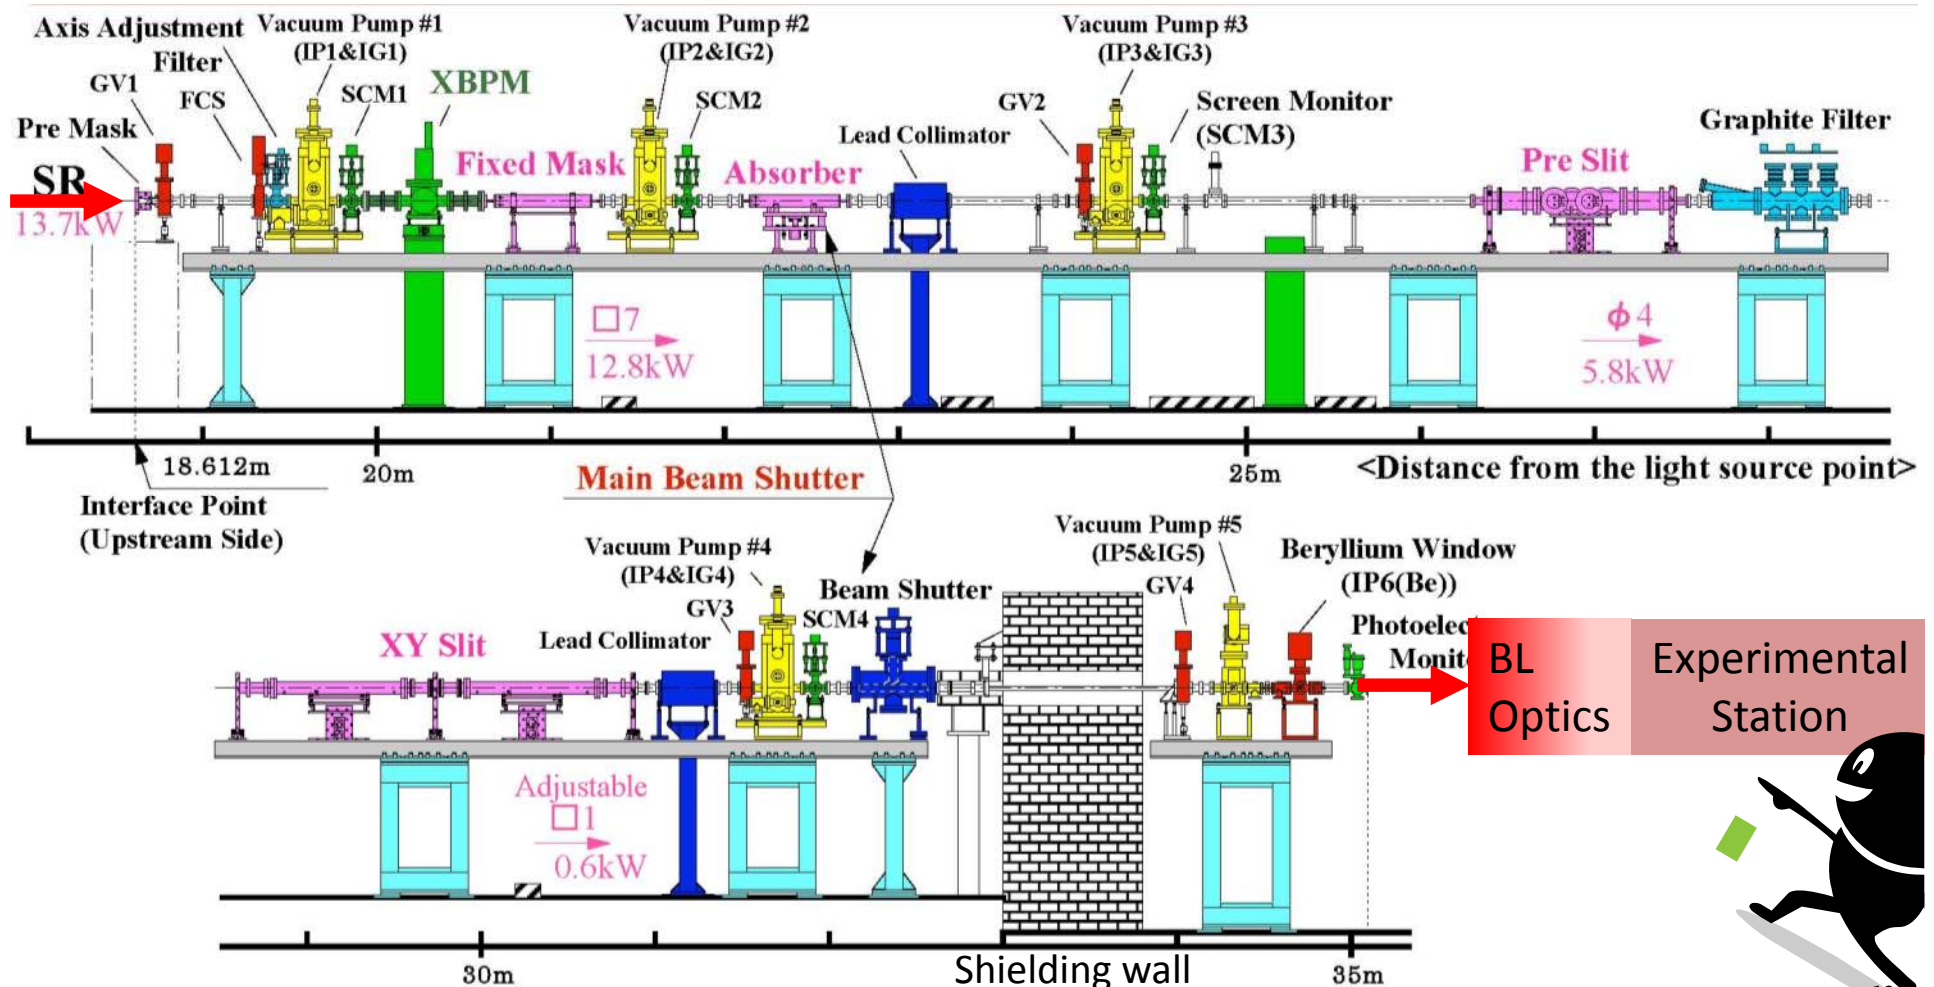 Axis Adjustment
Filter
Vacuum Pump #1
(IP1&IG1)
Vacuum Pump #2
(IP2&IG2)
Vacuum Pump #3
(IP3&IG3)
GV1
FCS
SCM1
XBPM
SCM2
GV2
Screen Monitor
(SCM3)
Pre Mask
Lead Collimator
Graphite Filter
SR
13.7kW
Fixed Mask
Absorber
Pre Slit
□7
12.8kW
ϕ4
5.8kW
18.612m
20m
25m
<Distance from the light source point>
Main Beam Shutter
Interface Point
(Upstream Side)
Vacuum Pump #4
(IP4&IG4)
GV3
Beam Shutter
SCM4
Vacuum Pump #5
(IP5&IG5)
GV4
Beryllium Window
(IP6(Be))
XY Slit
Lead Collimator
Photoelec
Monit
BL
Optics
Experimental
Station
Adjustable
□1
0.6kW
30m
Shielding wall
35m